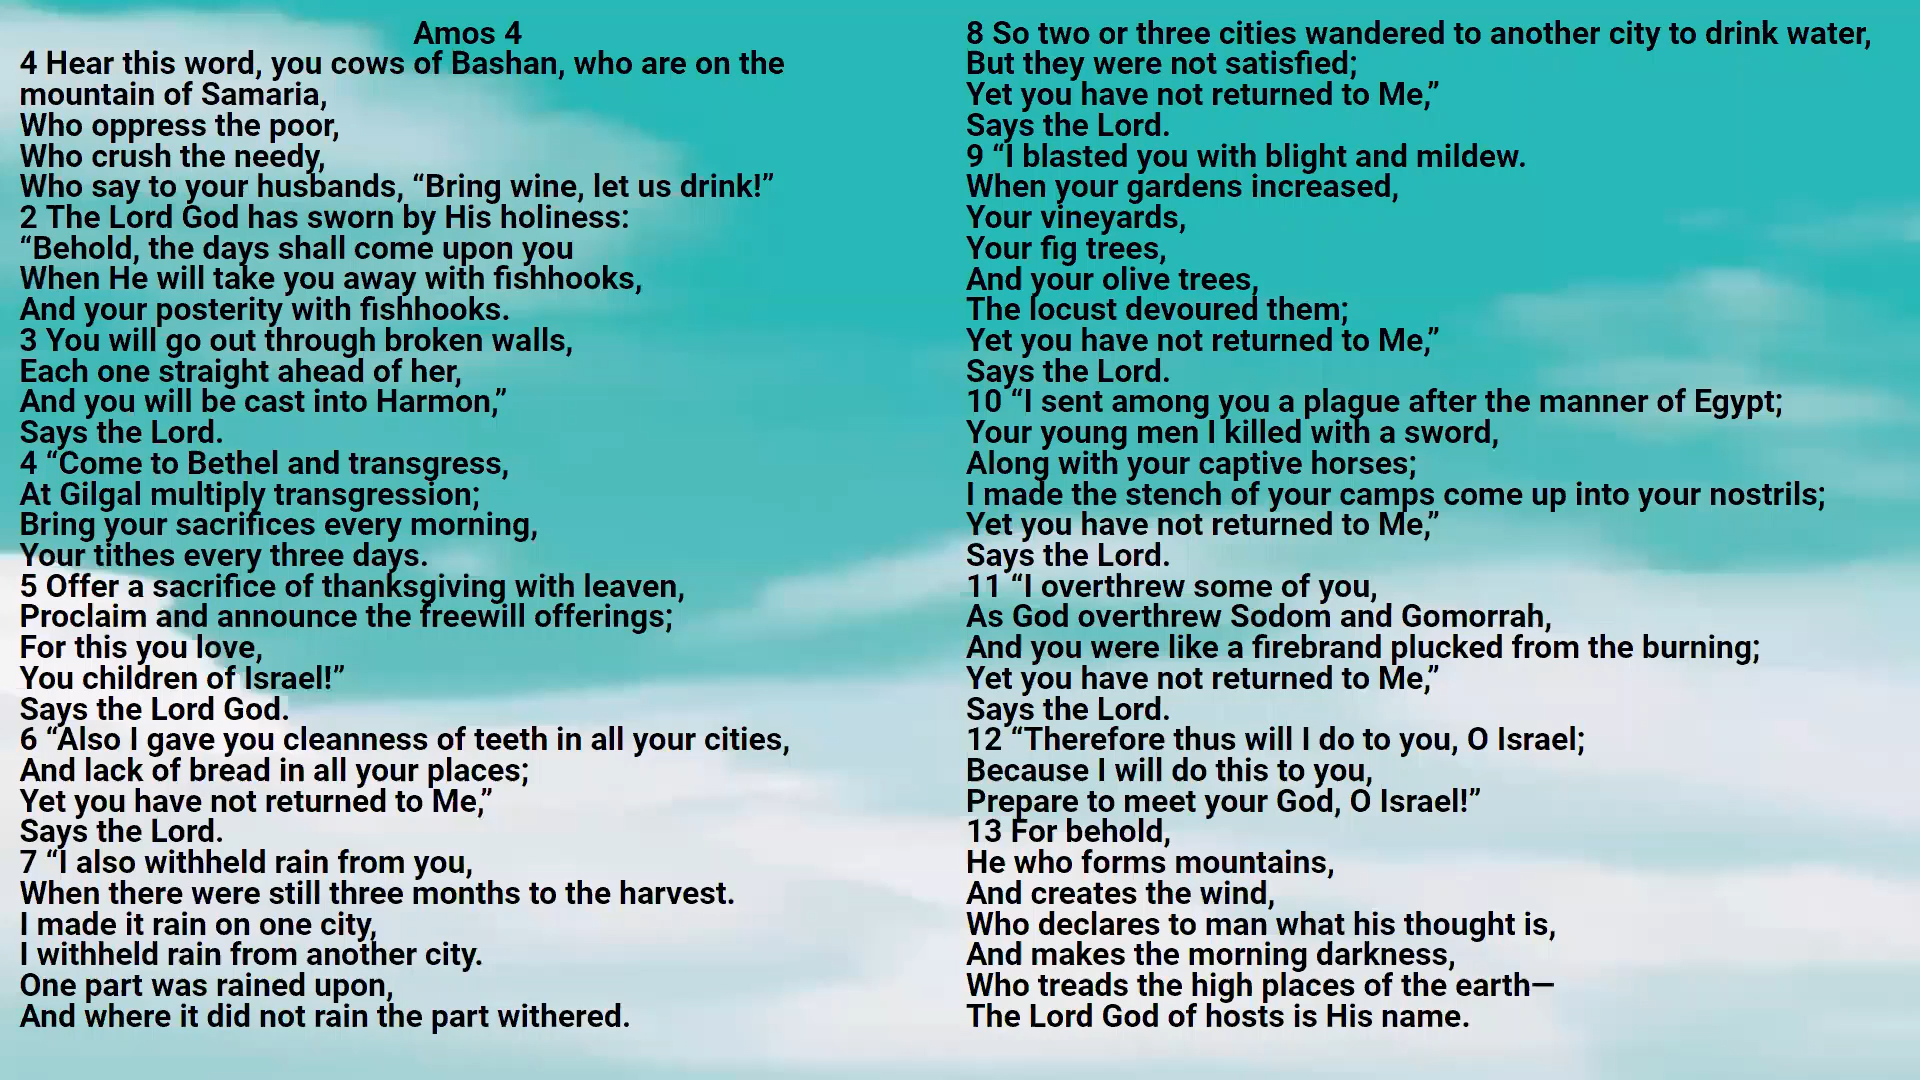 Amos 4
4 Hear this word, you cows of Bashan, who are on the
mountain of Samaria,
Who oppress the poor,
Who crush the needy,
Who say to your husbands, “Bring wine, let us drink!”
2 The Lord God has sworn by His holiness:
“Behold, the days shall come upon you
When He will take you away with fishhooks,
And your posterity with fishhooks.
3 You will go out through broken walls,
Each one straight ahead of her,
And you will be cast into Harmon,”
Says the Lord.
4 “Come to Bethel and transgress,
At Gilgal multiply transgression;
Bring your sacrifices every morning,
Your tithes every three days.
5 Offer a sacrifice of thanksgiving with leaven,
Proclaim and announce the freewill offerings;
For this you love,
You children of Israel!”
Says the Lord God.
6 “Also I gave you cleanness of teeth in all your cities,
And lack of bread in all your places;
Yet you have not returned to Me,”
Says the Lord.
7 “I also withheld rain from you,
When there were still three months to the harvest.
I made it rain on one city,
I withheld rain from another city.
One part was rained upon,
And where it did not rain the part withered.
8 So two or three cities wandered to another city to drink water,
But they were not satisfied;
Yet you have not returned to Me,”
Says the Lord.
9 “I blasted you with blight and mildew.
When your gardens increased,
Your vineyards,
Your fig trees,
And your olive trees,
The locust devoured them;
Yet you have not returned to Me,”
Says the Lord.
10 “I sent among you a plague after the manner of Egypt;
Your young men I killed with a sword,
Along with your captive horses;
I made the stench of your camps come up into your nostrils;
Yet you have not returned to Me,”
Says the Lord.
11 “I overthrew some of you,
As God overthrew Sodom and Gomorrah,
And you were like a firebrand plucked from the burning;
Yet you have not returned to Me,”
Says the Lord.
12 “Therefore thus will I do to you, O Israel;
Because I will do this to you,
Prepare to meet your God, O Israel!”
13 For behold,
He who forms mountains,
And creates the wind,
Who declares to man what his thought is,
And makes the morning darkness,
Who treads the high places of the earth—
The Lord God of hosts is His name.